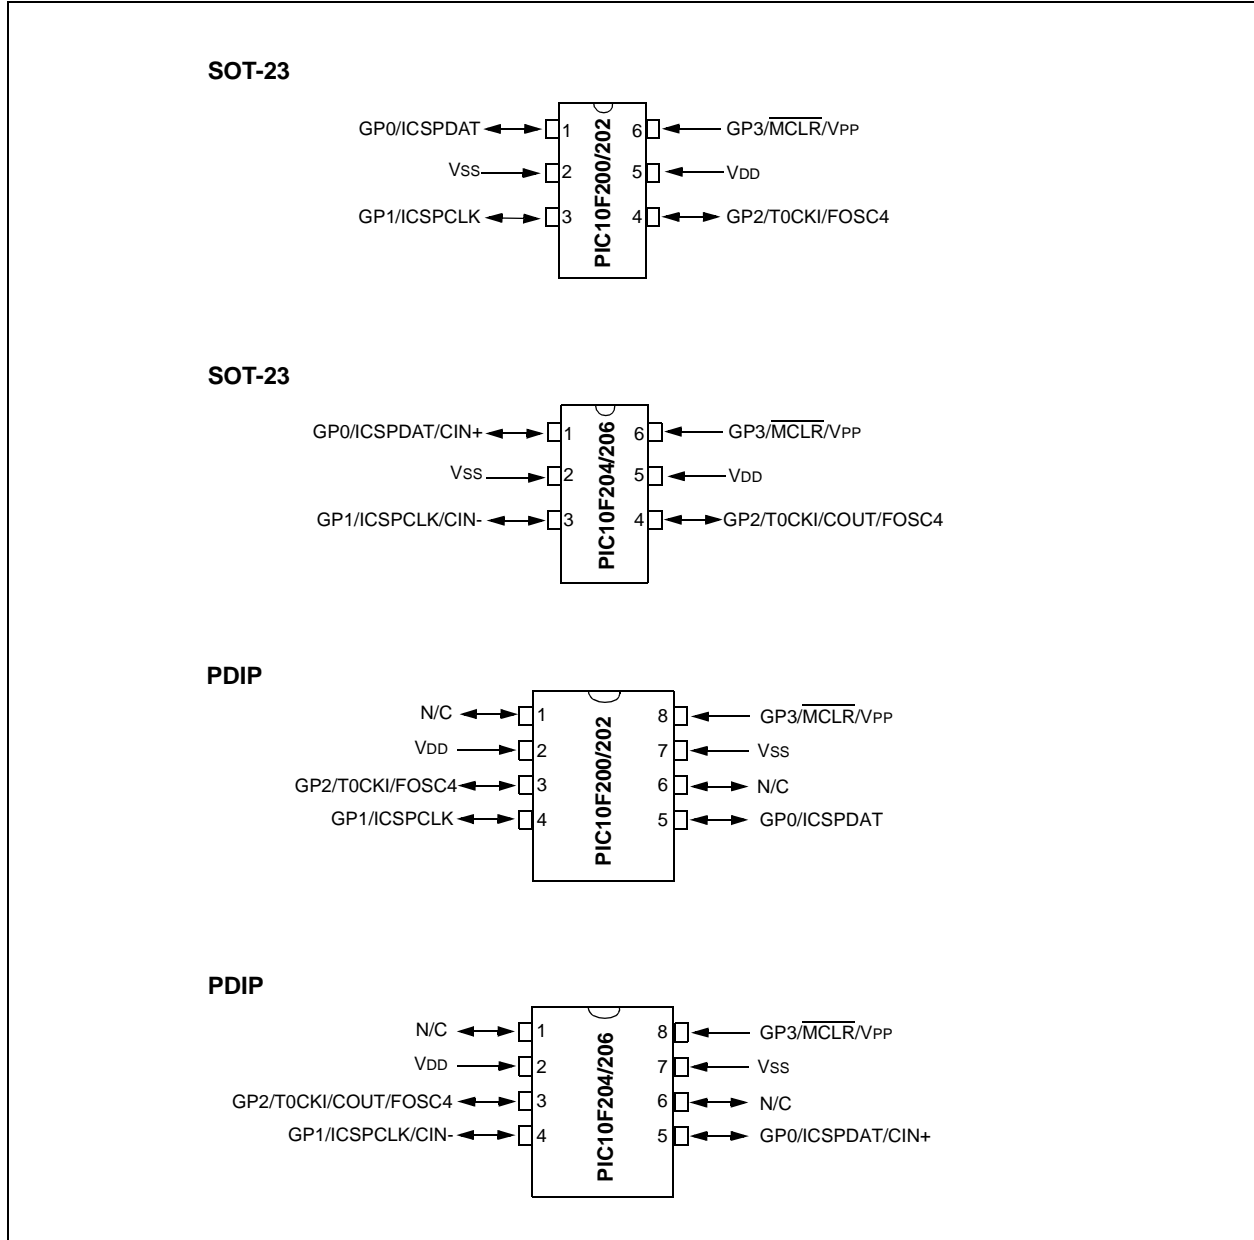 SOT-23
GP0/ICSPDAT 1 6 GP3/MCLR/VPP
VSS 2 5 VDD
GP1/ICSPCLK 3 4 GP2/T0CKI/FOSC4
PIC10F200/202
SOT-23
GP0/ICSPDAT/CIN+ 1 6 GP3/MCLR/VPP
VSS 2 5 VDD
GP1/ICSPCLK/CIN- 3 4 GP2/T0CKI/COUT/FOSC4
PIC10F204/206
PDIP
N/C 1 8 GP3/MCLR/VPP
VDD 2 7 VSS
GP2/T0CKI/FOSC4 3 6 N/C
GP1/ICSPCLK 4 5 GP0/ICSPDAT
PIC10F200/202
PDIP
N/C 1 8 GP3/MCLR/VPP
VDD 2 7 VSS
GP2/T0CKI/COUT/FOSC4 3 6 N/C
GP1/ICSPCLK/CIN- 4 5 GP0/ICSPDAT/CIN+
PIC10F204/206